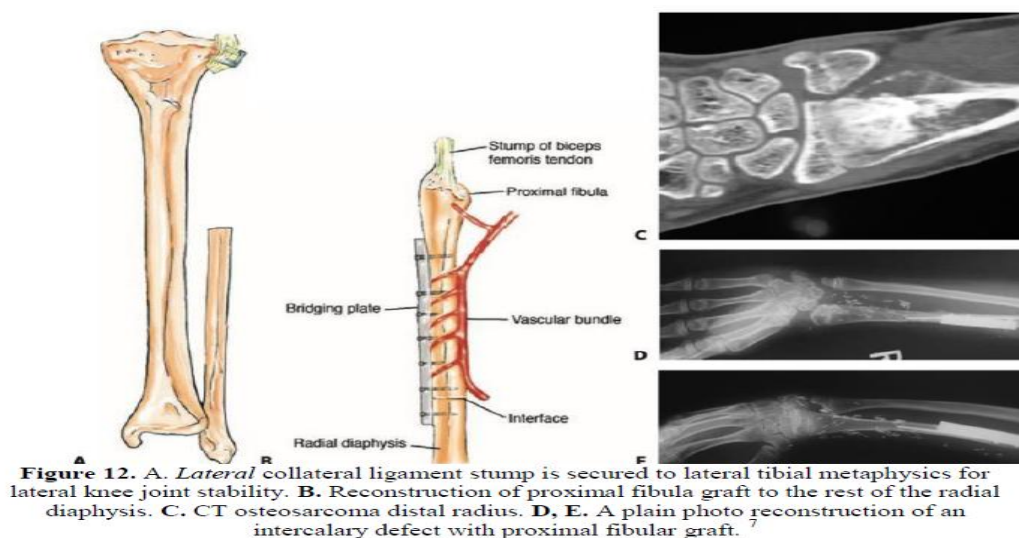 Stump of biceps
femoris tendon
Proximal fibula
Bridging plate
Vascular bundle
Interface
Radial diaphysis
A
B
C
D
E
R
Figure 12. A. Lateral collateral ligament stump is secured to lateral tibial metaphysics for
lateral knee joint stability. B. Reconstruction of proximal fibula graft to the rest of the radial
diaphysis. C. CT osteosarcoma distal radius. D, E. A plain photo reconstruction of an
intercalary defect with proximal fibular graft. 7